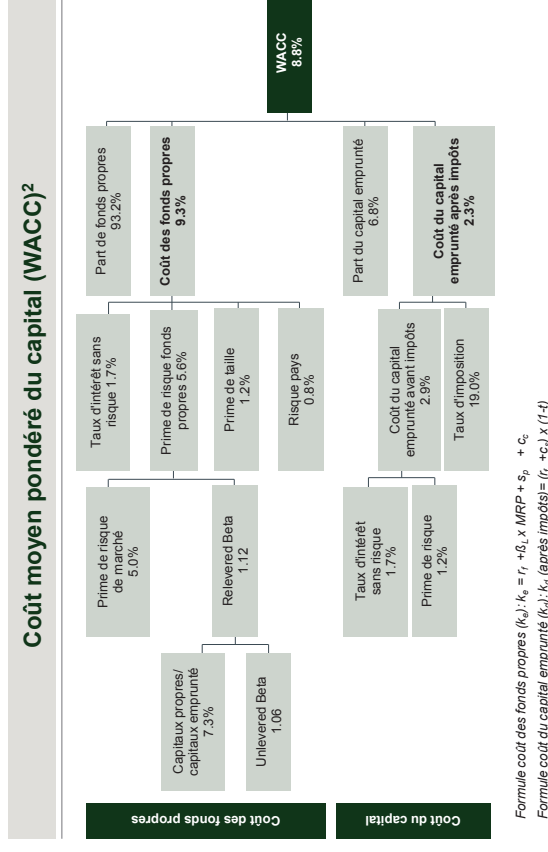 Coût moyen pondéré du capital (WACC)²
Coût des fonds propres
Capitaux propres/
capitaux emprunté
7.3%
Unlevered Beta
1.06
Prime de risque
de marché
5.0%
Relevered Beta
1.12
Taux d'intérêt sans
risque 1.7%
Prime de risque fonds
propres 5.6%
Prime de taille
1.2%
Risque pays
0.8%
Part de fonds propres
93.2%
Coût des fonds propres
9.3%
WACC
8.8%
Coût du capital
Taux d'intérêt
sans risque
1.7%
Prime de risque
1.2%
Coût du capital
emprunté avant impôts
2.9%
Taux d'imposition
19.0%
Part du capital emprunté
6.8%
Coût du capital
emprunté après impôts
2.3%
Formule coût des fonds propres (kₑ): kₑ = r_f +ß_L x MRP + s_p + c_c
Formule coût du capital emprunté (k_d): k_d (après impôts)= (r_f +c_s) x (1-t)